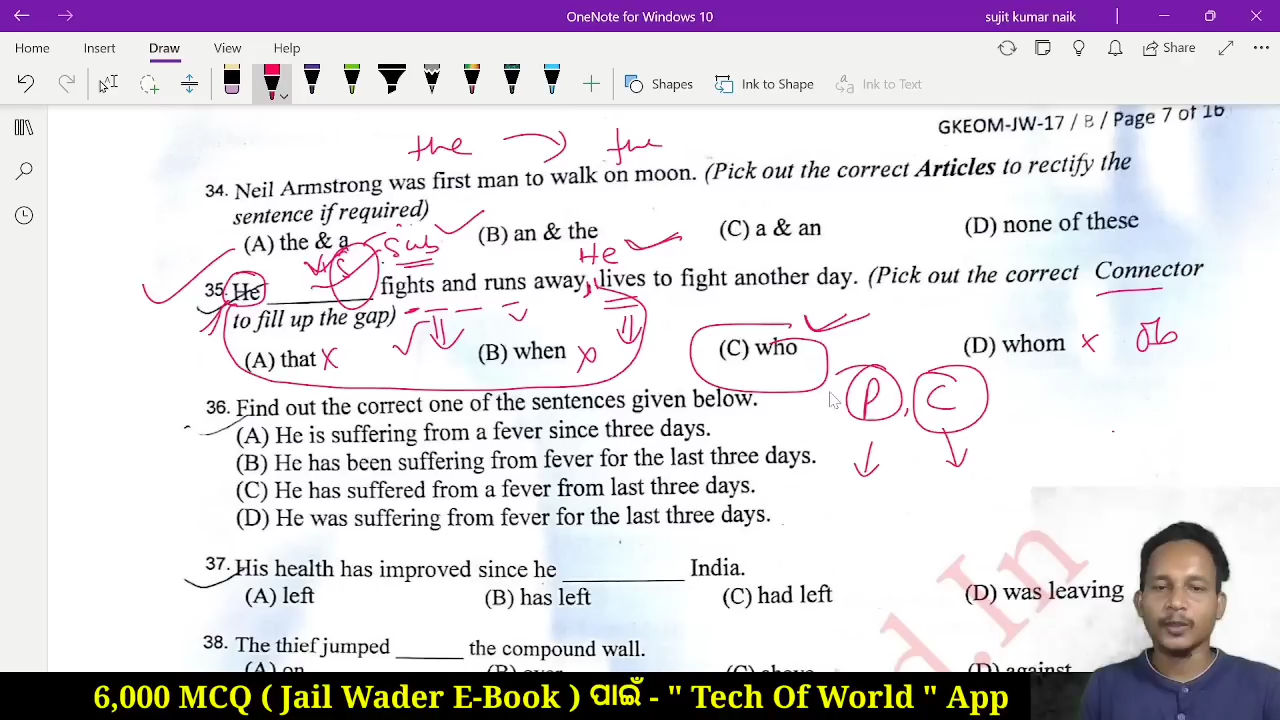 OneNote for Windows 10
sujit kumar naik
Home Insert Draw View Help
Share
Shapes
Ink to Shape
Ink to Text
GKEOM-JW-17 / B / Page 7 of 16
the → the
34. Neil Armstrong was first man to walk on moon. (Pick out the correct Articles to rectify the
sentence if required)
(A) the & a (B) an & the (C) a & an (D) none of these
Sub
He
S
35. He ________ fights and runs away, lives to fight another day. (Pick out the correct Connector
to fill up the gap)
(A) that x (B) when x (C) who (D) whom x ob
P, C
36. Find out the correct one of the sentences given below.
(A) He is suffering from a fever since three days.
(B) He has been suffering from fever for the last three days.
(C) He has suffered from a fever from last three days.
(D) He was suffering from fever for the last three days.
37. His health has improved since he ________ India.
(A) left (B) has left (C) had left (D) was leaving
38. The thief jumped ______ the compound wall.
(A) on (B) over (C) above (D) against
d.In
6,000 MCQ ( Jail Wader E-Book ) ପାଇଁ - " Tech Of World " App